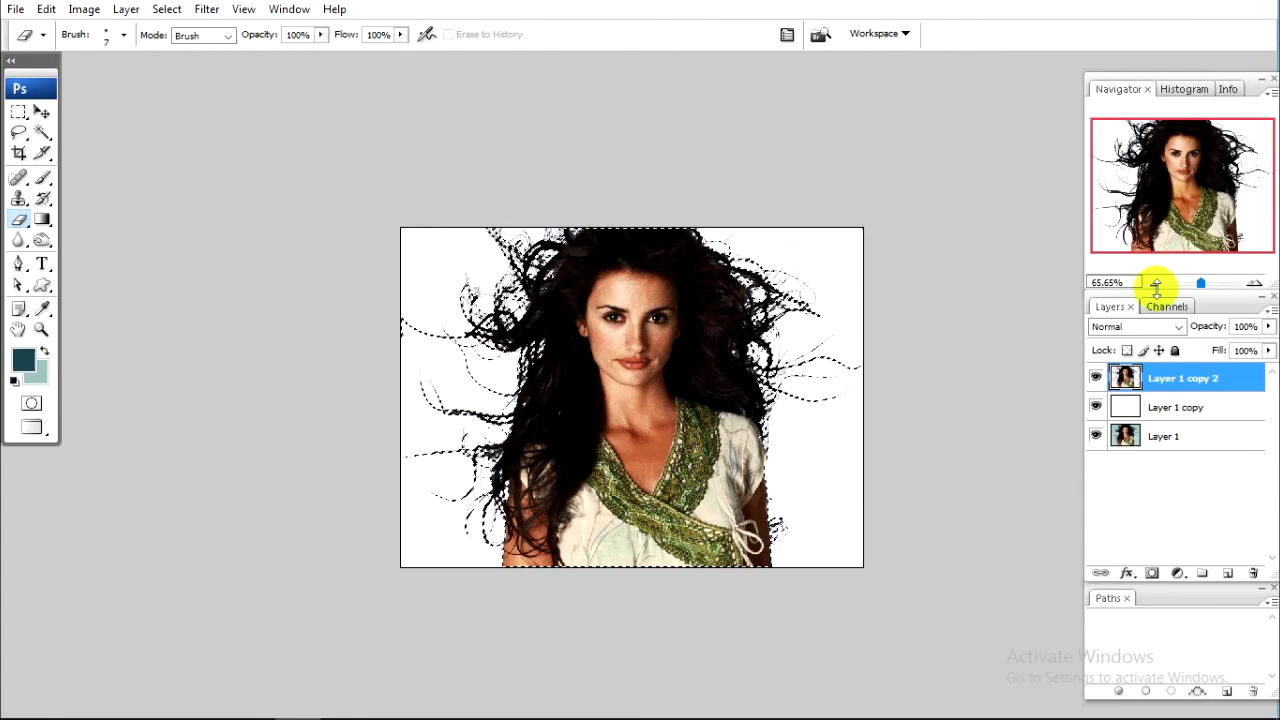 File Edit Image Layer Select Filter View Window Help
Brush: 7 Mode: Brush Opacity: 100% Flow: 100% Erase to History Workspace
Ps
Navigator Histogram Info
65.65%
Layers Channels
Normal Opacity: 100%
Lock: Fill: 100%
Layer 1 copy 2
Layer 1 copy
Layer 1
fx
Paths
Activate Windows
Go to Settings to activate Windows.